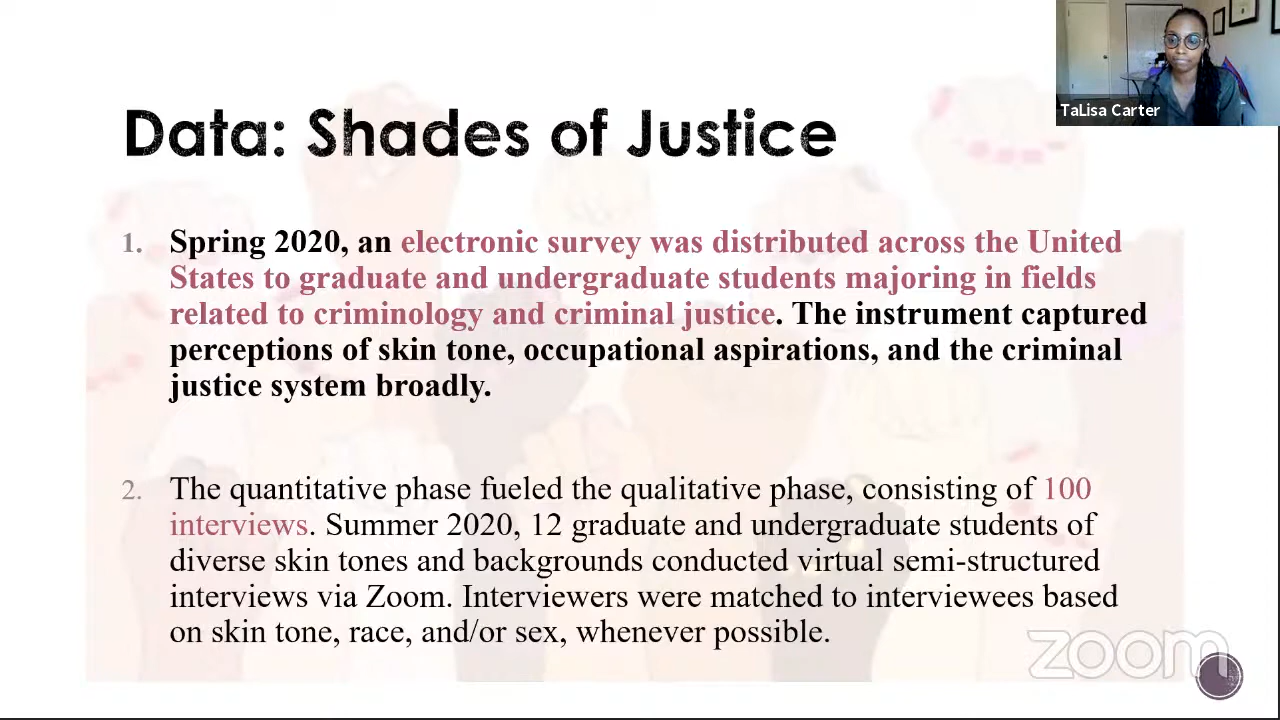 TaLisa Carter
Data: Shades of Justice
1. Spring 2020, an electronic survey was distributed across the United
States to graduate and undergraduate students majoring in fields
related to criminology and criminal justice. The instrument captured
perceptions of skin tone, occupational aspirations, and the criminal
justice system broadly.
2. The quantitative phase fueled the qualitative phase, consisting of 100
interviews. Summer 2020, 12 graduate and undergraduate students of
diverse skin tones and backgrounds conducted virtual semi-structured
interviews via Zoom. Interviewers were matched to interviewees based
on skin tone, race, and/or sex, whenever possible.
zoom